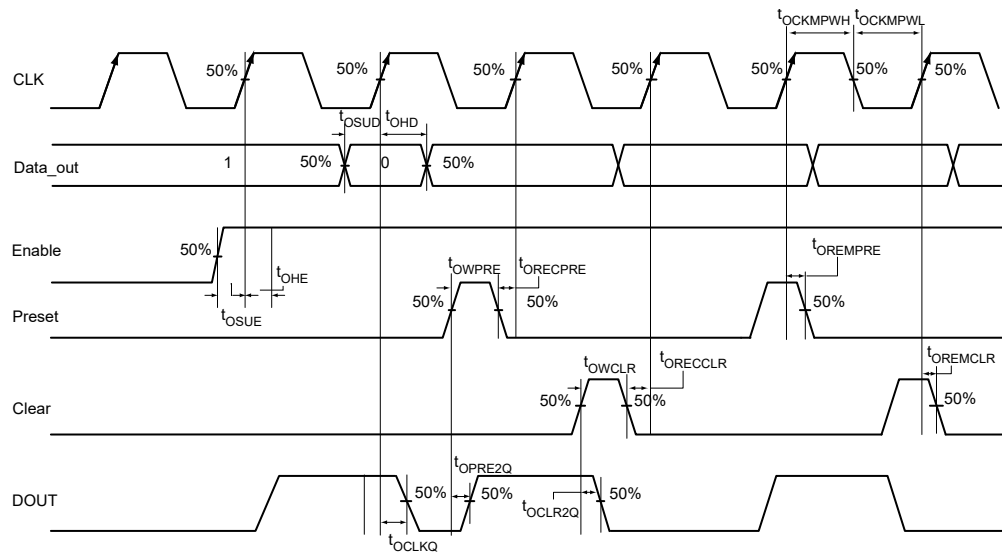 tOCKMPWH tOCKMPWL
CLK 50% 50% 50% 50% 50% 50% 50%
tOSUD tOHD
Data_out 1 50% 0 50%
Enable 50%
tOHE
tOSUE
tOWPRE tORECPRE tOREMPRE
Preset 50% 50% 50%
tOWCLR tORECCLR tOREMCLR
Clear 50% 50% 50%
tOPRE2Q
DOUT 50% 50% 50%
tOCLR2Q
tOCLKQ